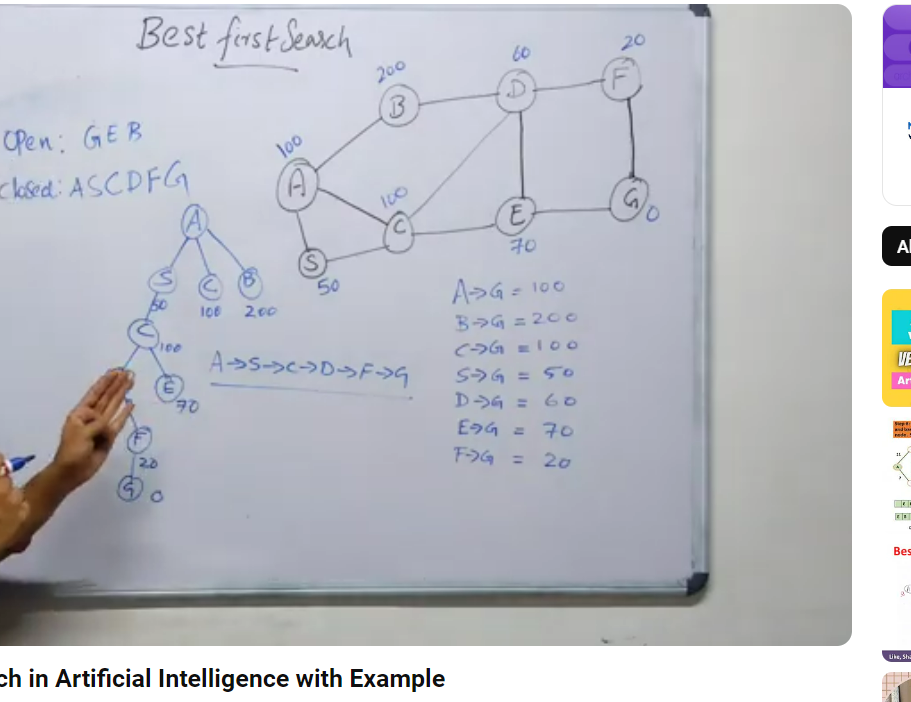 Best first Search
Open: GEB
Closed: ASCDFG
A
S
50
C
100
B
200
C
100
E
70
F
20
G
0
A→S→C→D→F→G
200
B
60
D
20
F
100
A
100
C
S
50
E
70
G
0
A→G = 100
B→G = 200
C→G = 100
S→G = 50
D→G = 60
E→G = 70
F→G = 20
ch in Artificial Intelligence with Example
Al
Ar
Bes
Like, Sha